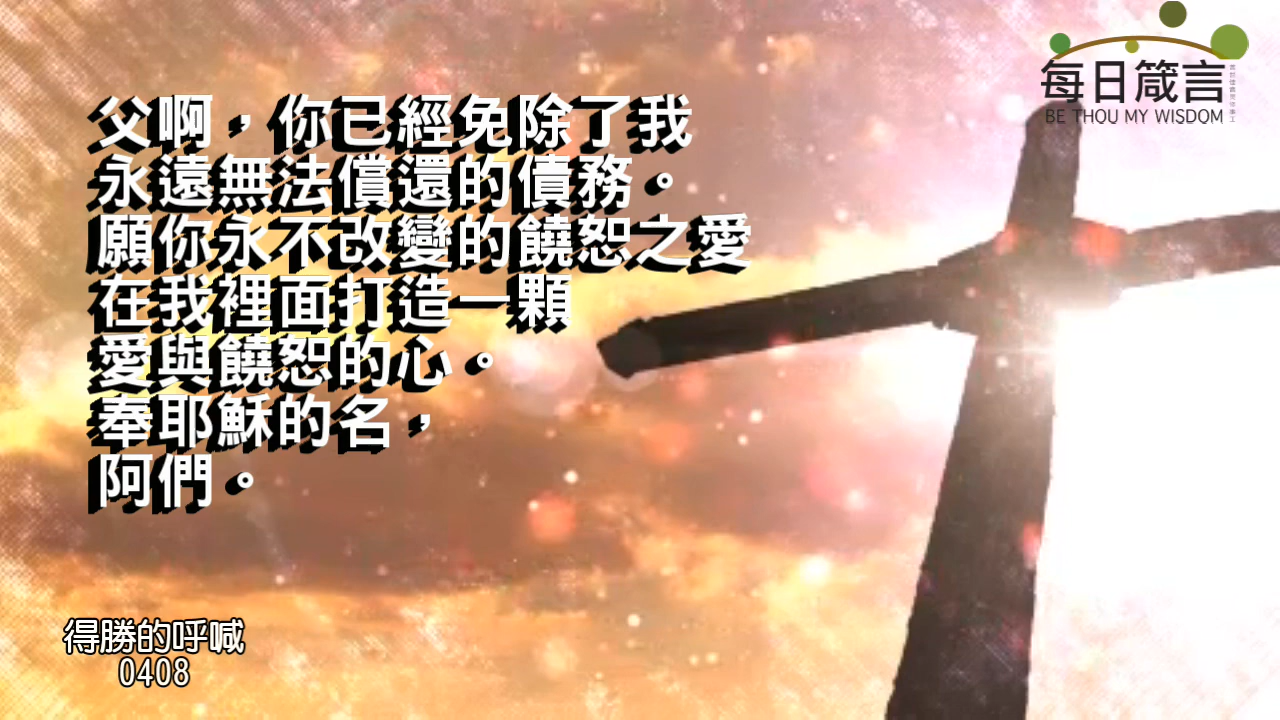 每日箴言
BE THOU MY WISDOM
父啊，你已經免除了我
永遠無法償還的債務。
願你永不改變的饒恕之愛
在我裡面打造一顆
愛與饒恕的心。
奉耶穌的名，
阿們。
得勝的呼喊
0408